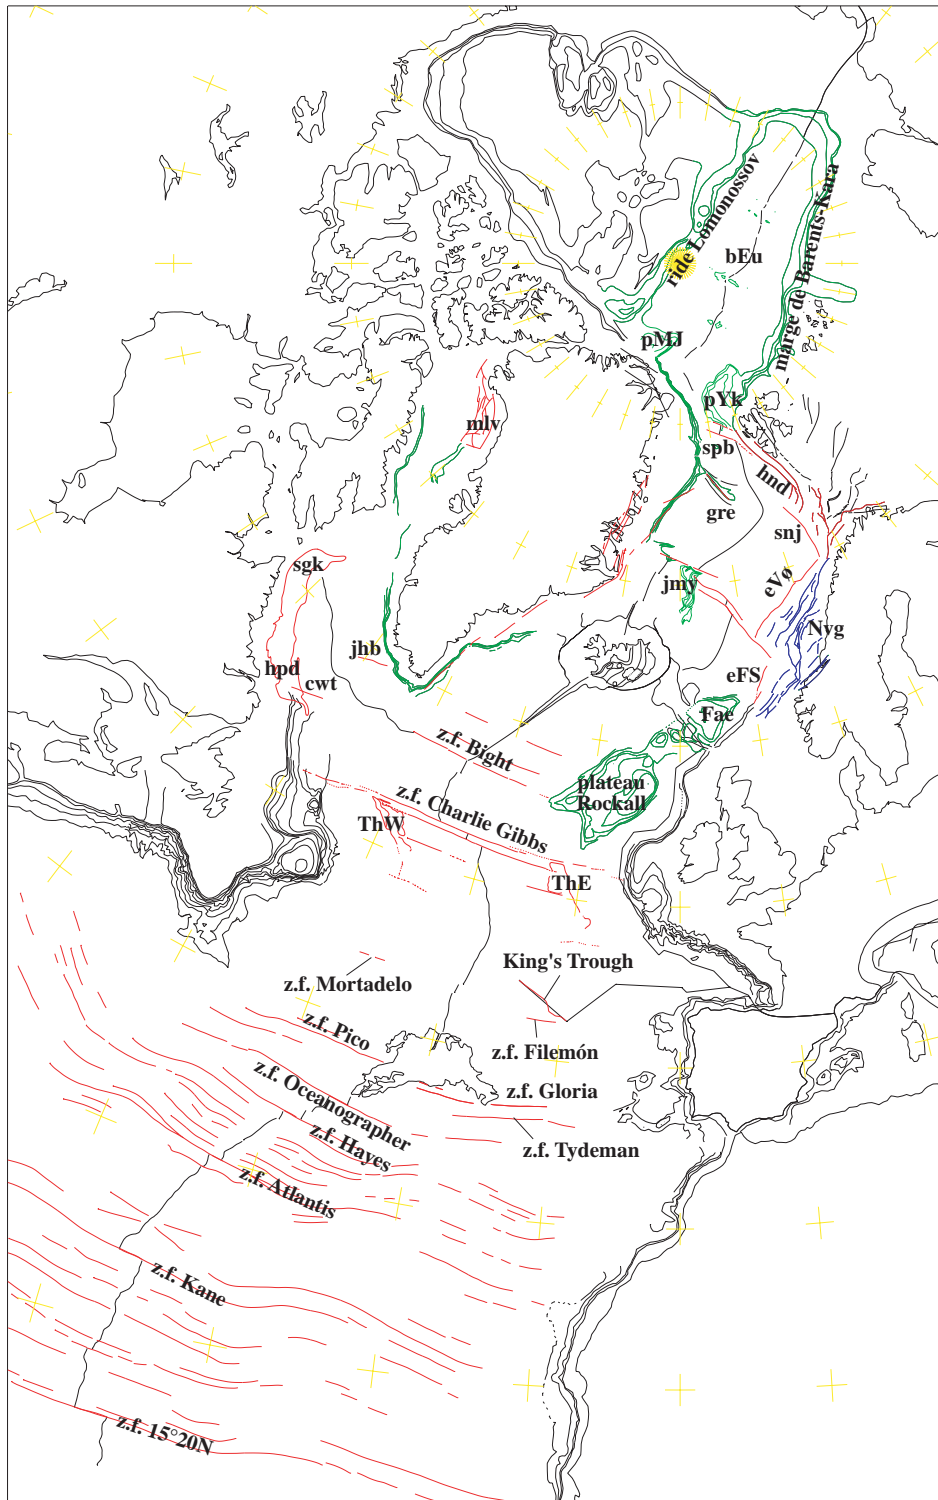 ride Lomonossov
marge de Barents-Kara
bEu
pMJ
pYk
mlv
spb
hnd
gre
snj
sgk
jmy
eVø
Nvg
jhb
hpd
cwt
eFS
Fae
z.f. Bight
plateau
Rockall
z.f. Charlie Gibbs
ThW
ThE
King's Trough
z.f. Mortadelo
z.f. Pico
z.f. Filemón
z.f. Oceanographer
z.f. Gloria
z.f. Hayes
z.f. Tydeman
z.f. Atlantis
z.f. Kane
z.f. 15°20N